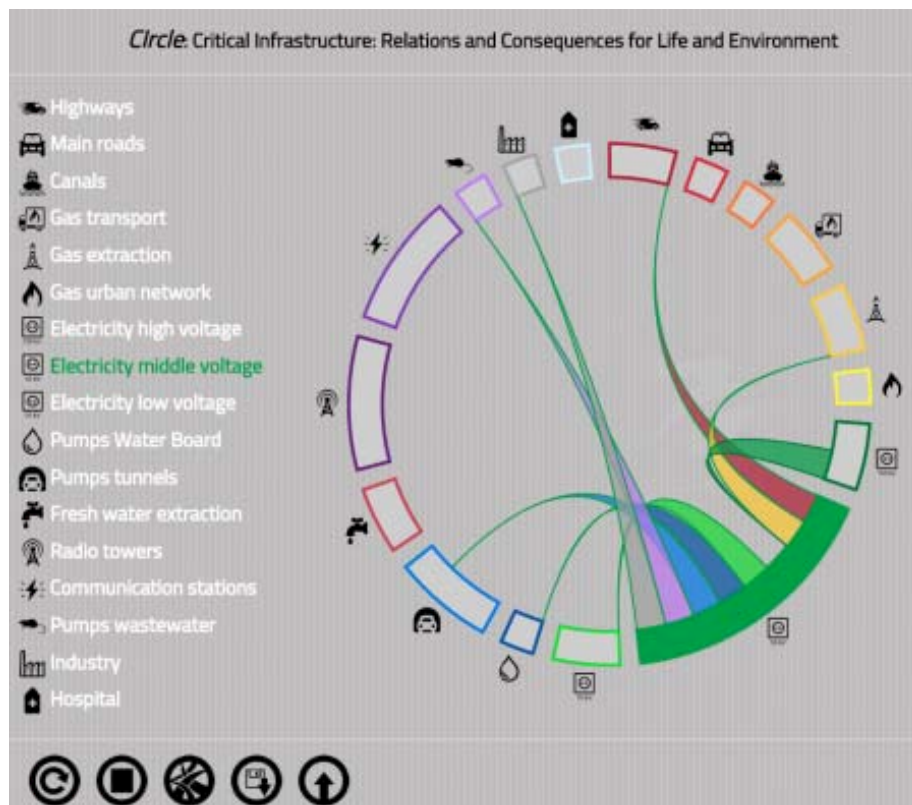 CIrcle: Critical Infrastructure: Relations and Consequences for Life and Environment
Highways
Main roads
Canals
Gas transport
Gas extraction
Gas urban network
Electricity high voltage
Electricity middle voltage
Electricity low voltage
Pumps Water Board
Pumps tunnels
Fresh water extraction
Radio towers
Communication stations
Pumps wastewater
Industry
Hospital